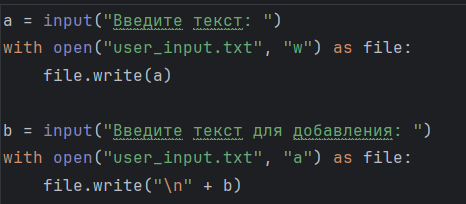 a = input("Введите текст: ")
with open("user_input.txt", "w") as file:
    file.write(a)

b = input("Введите текст для добавления: ")
with open("user_input.txt", "a") as file:
    file.write("\n" + b)